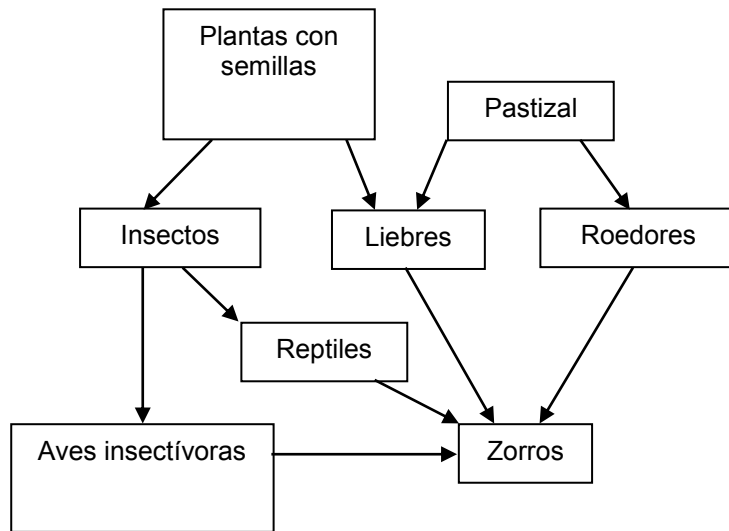 Plantas con
semillas
Pastizal
Insectos
Liebres
Roedores
Reptiles
Aves insectívoras
Zorros